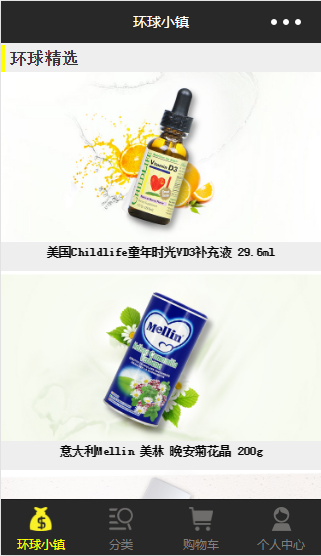 环球小镇
环球精选
VITAMIN D3
美国Childlife童年时光VD3补充液 29.6ml
Mellin
意大利Mellin 美林 晚安菊花晶 200g
$
环球小镇 分类 购物车 个人中心